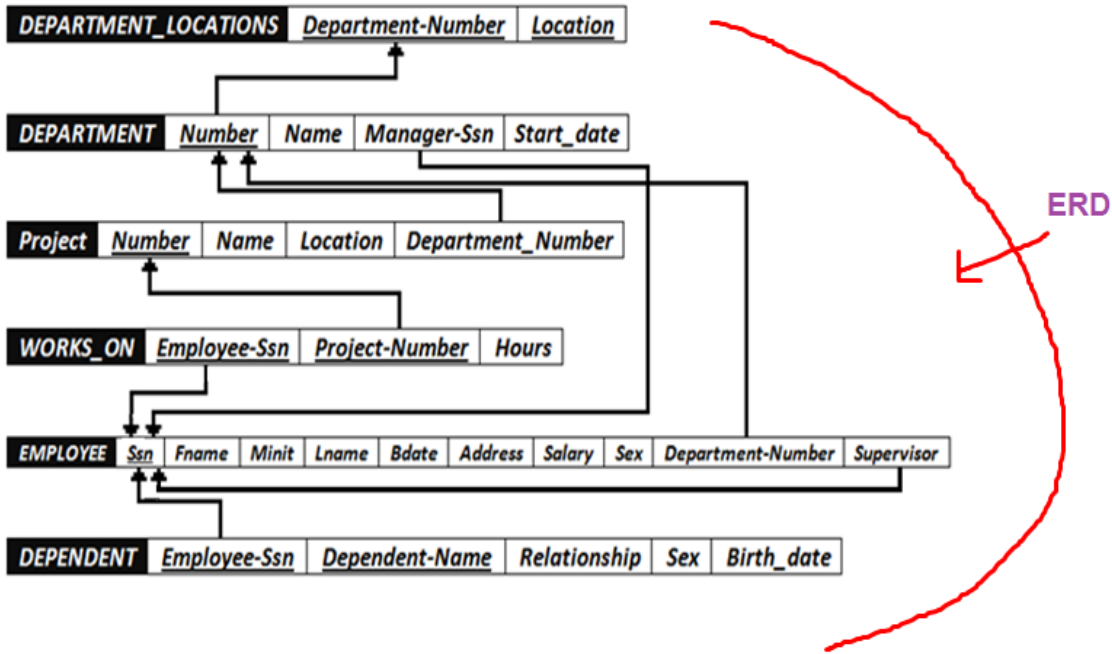 DEPARTMENT_LOCATIONS Department-Number Location
DEPARTMENT Number Name Manager-Ssn Start_date
ERD
Project Number Name Location Department_Number
WORKS_ON Employee-Ssn Project-Number Hours
EMPLOYEE Ssn Fname Minit Lname Bdate Address Salary Sex Department-Number Supervisor
DEPENDENT Employee-Ssn Dependent-Name Relationship Sex Birth_date